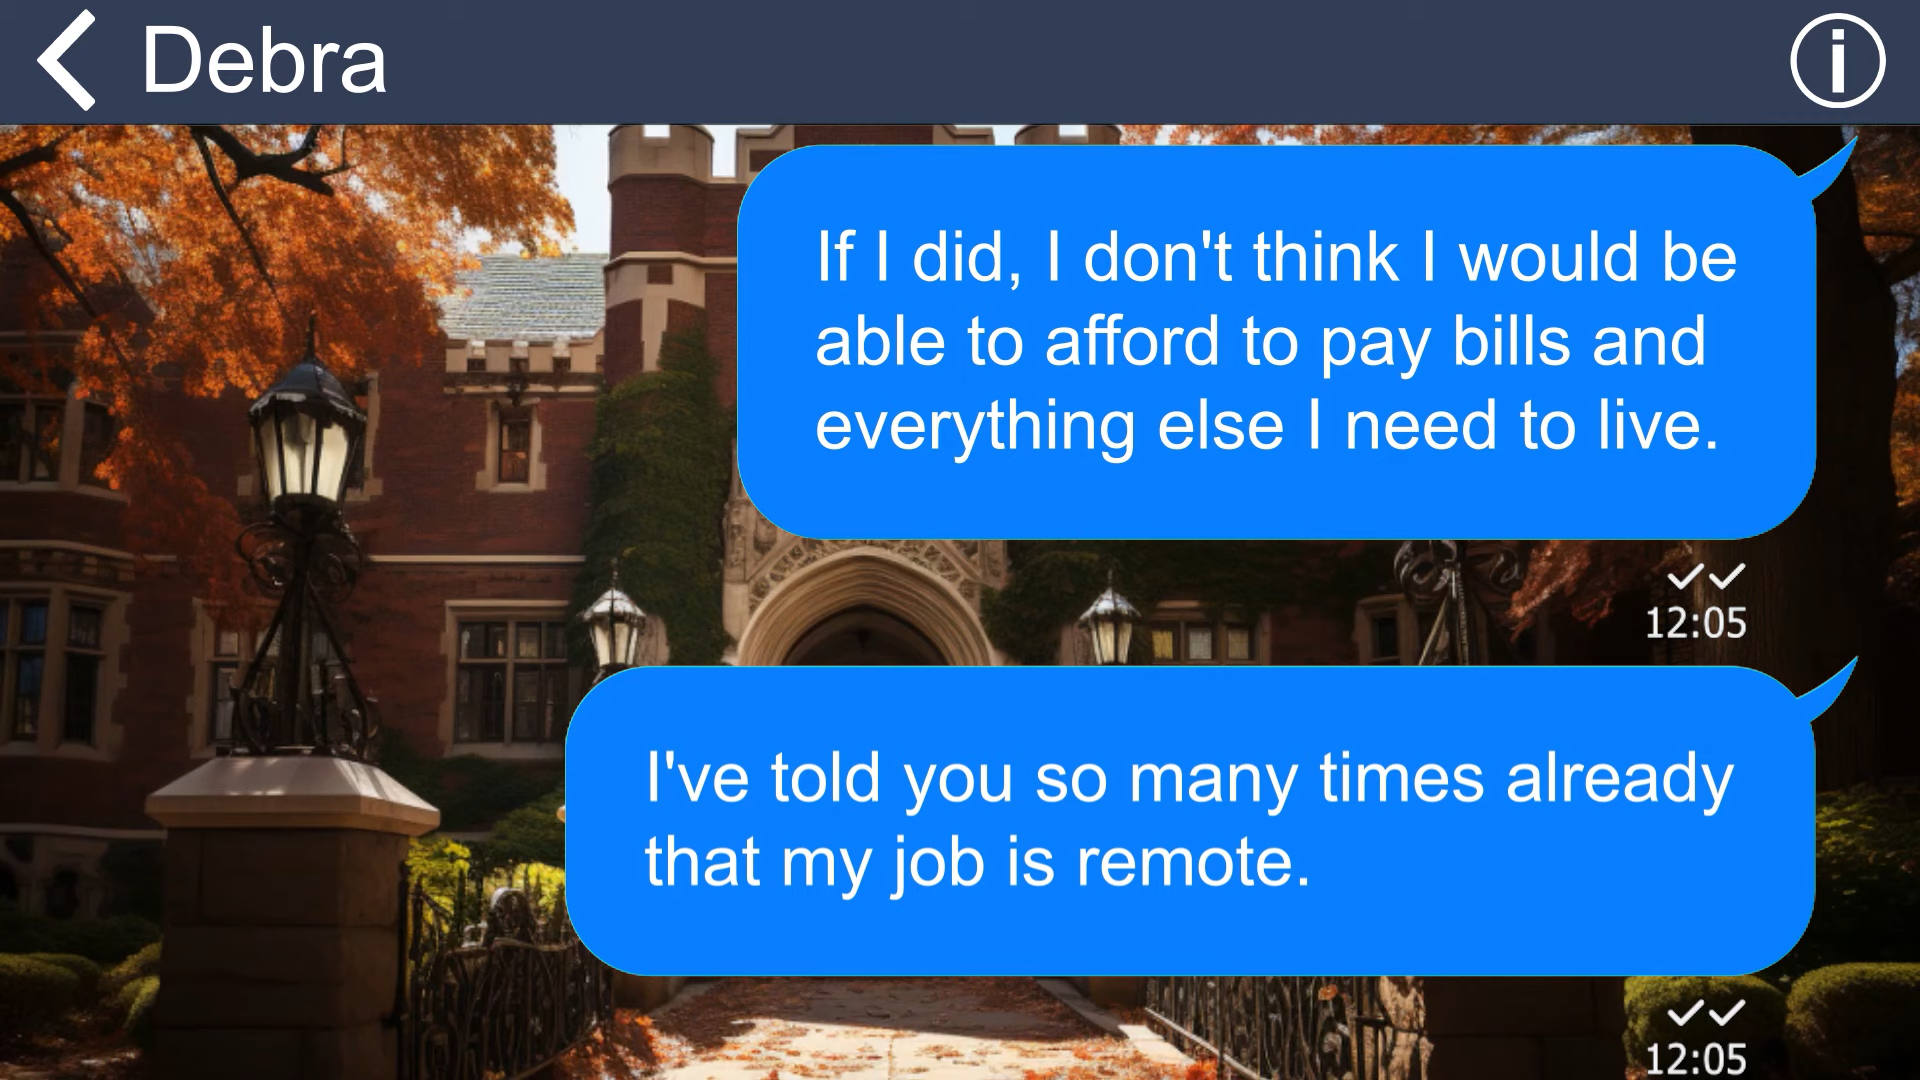 Debra
If I did, I don't think I would be
able to afford to pay bills and
everything else I need to live.
12:05
I've told you so many times already
that my job is remote.
12:05